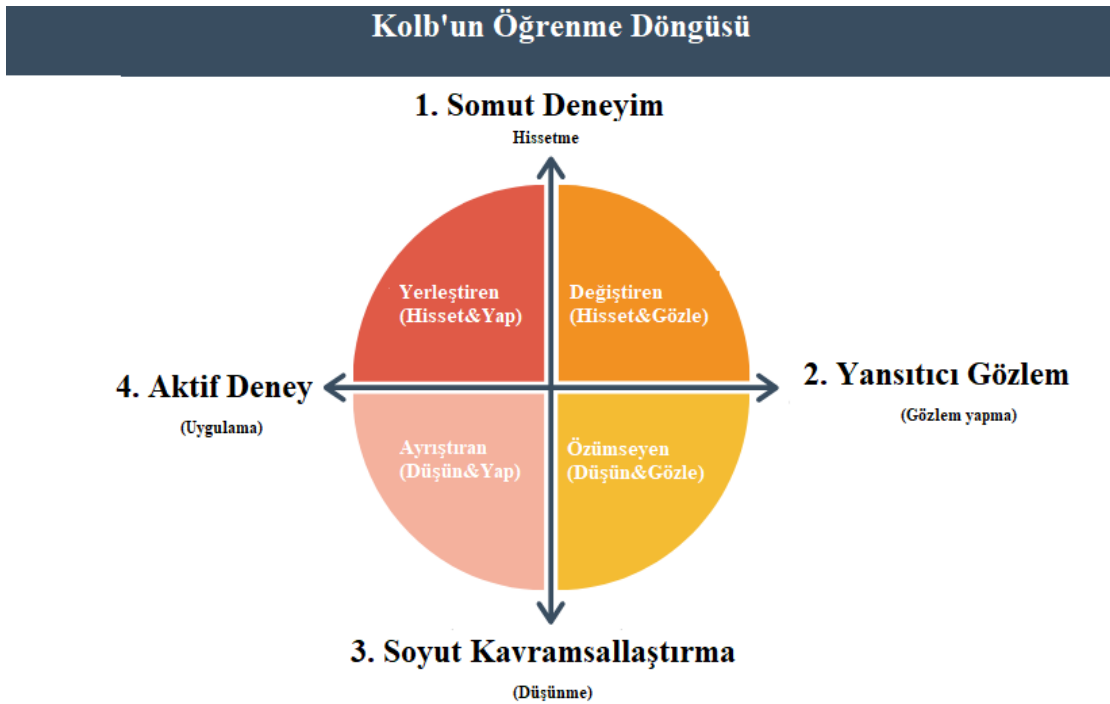 Kolb'un Öğrenme Döngüsü
1. Somut Deneyim
Hissetme
Yerleştiren
(Hisset&Yap)
Değiştiren
(Hisset&Gözle)
4. Aktif Deney
(Uygulama)
2. Yansıtıcı Gözlem
(Gözlem yapma)
Ayrıştıran
(Düşün&Yap)
Özümseyen
(Düşün&Gözle)
3. Soyut Kavramsallaştırma
(Düşünme)